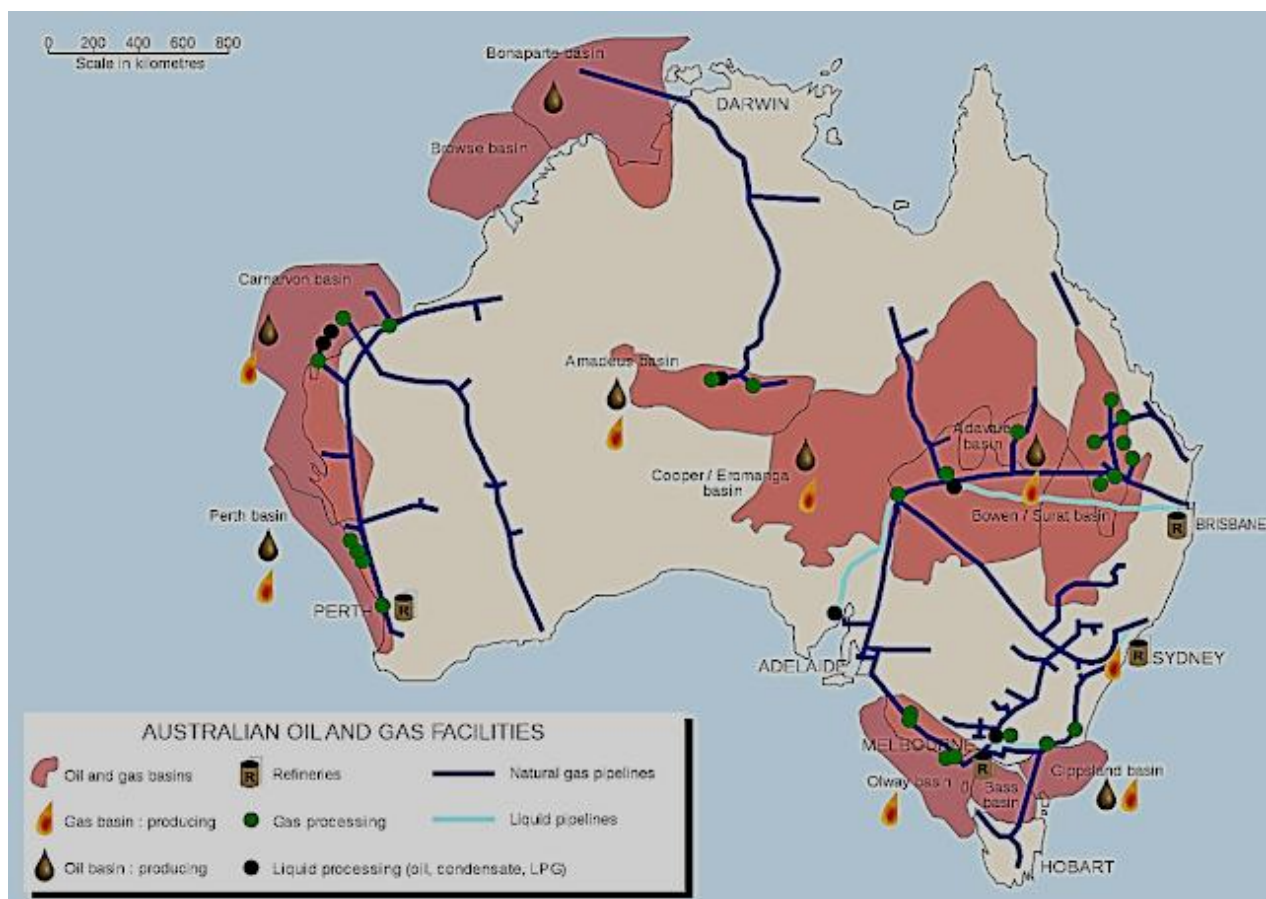 0 200 400 600 800
Scale in kilometres
Bonaparte basin
DARWIN
Browse basin
Carnarvon basin
Amadeus basin
Adavale
basin
Cooper / Eromanga
basin
Perth basin
Bowen / Surat basin
R
BRISBANE
PERTH
R
ADELAIDE
R
SYDNEY
MELBOURNE
R
Olway basin
Bass
basin
Gippsland basin
HOBART
AUSTRALIAN OIL AND GAS FACILITIES
Oil and gas basins
R
Refineries
Natural gas pipelines
Gas basin : producing
Gas processing
Liquid pipelines
Oil basin : producing
Liquid processing (oil, condensate, LPG)